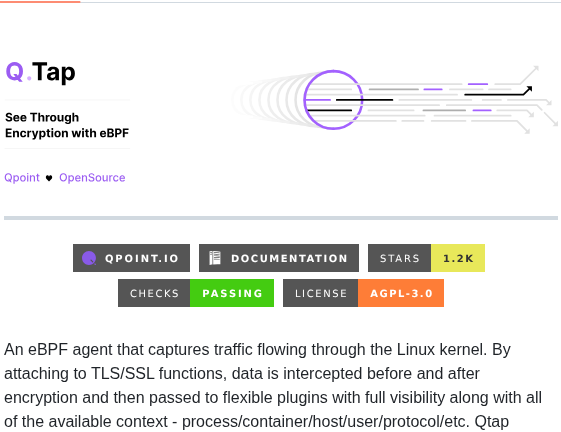 Q.Tap
See Through
Encryption with eBPF
Qpoint ♥ OpenSource
QPOINT.IO
DOCUMENTATION
STARS 1.2K
CHECKS PASSING
LICENSE AGPL-3.0
An eBPF agent that captures traffic flowing through the Linux kernel. By
attaching to TLS/SSL functions, data is intercepted before and after
encryption and then passed to flexible plugins with full visibility along with all
of the available context - process/container/host/user/protocol/etc. Qtap